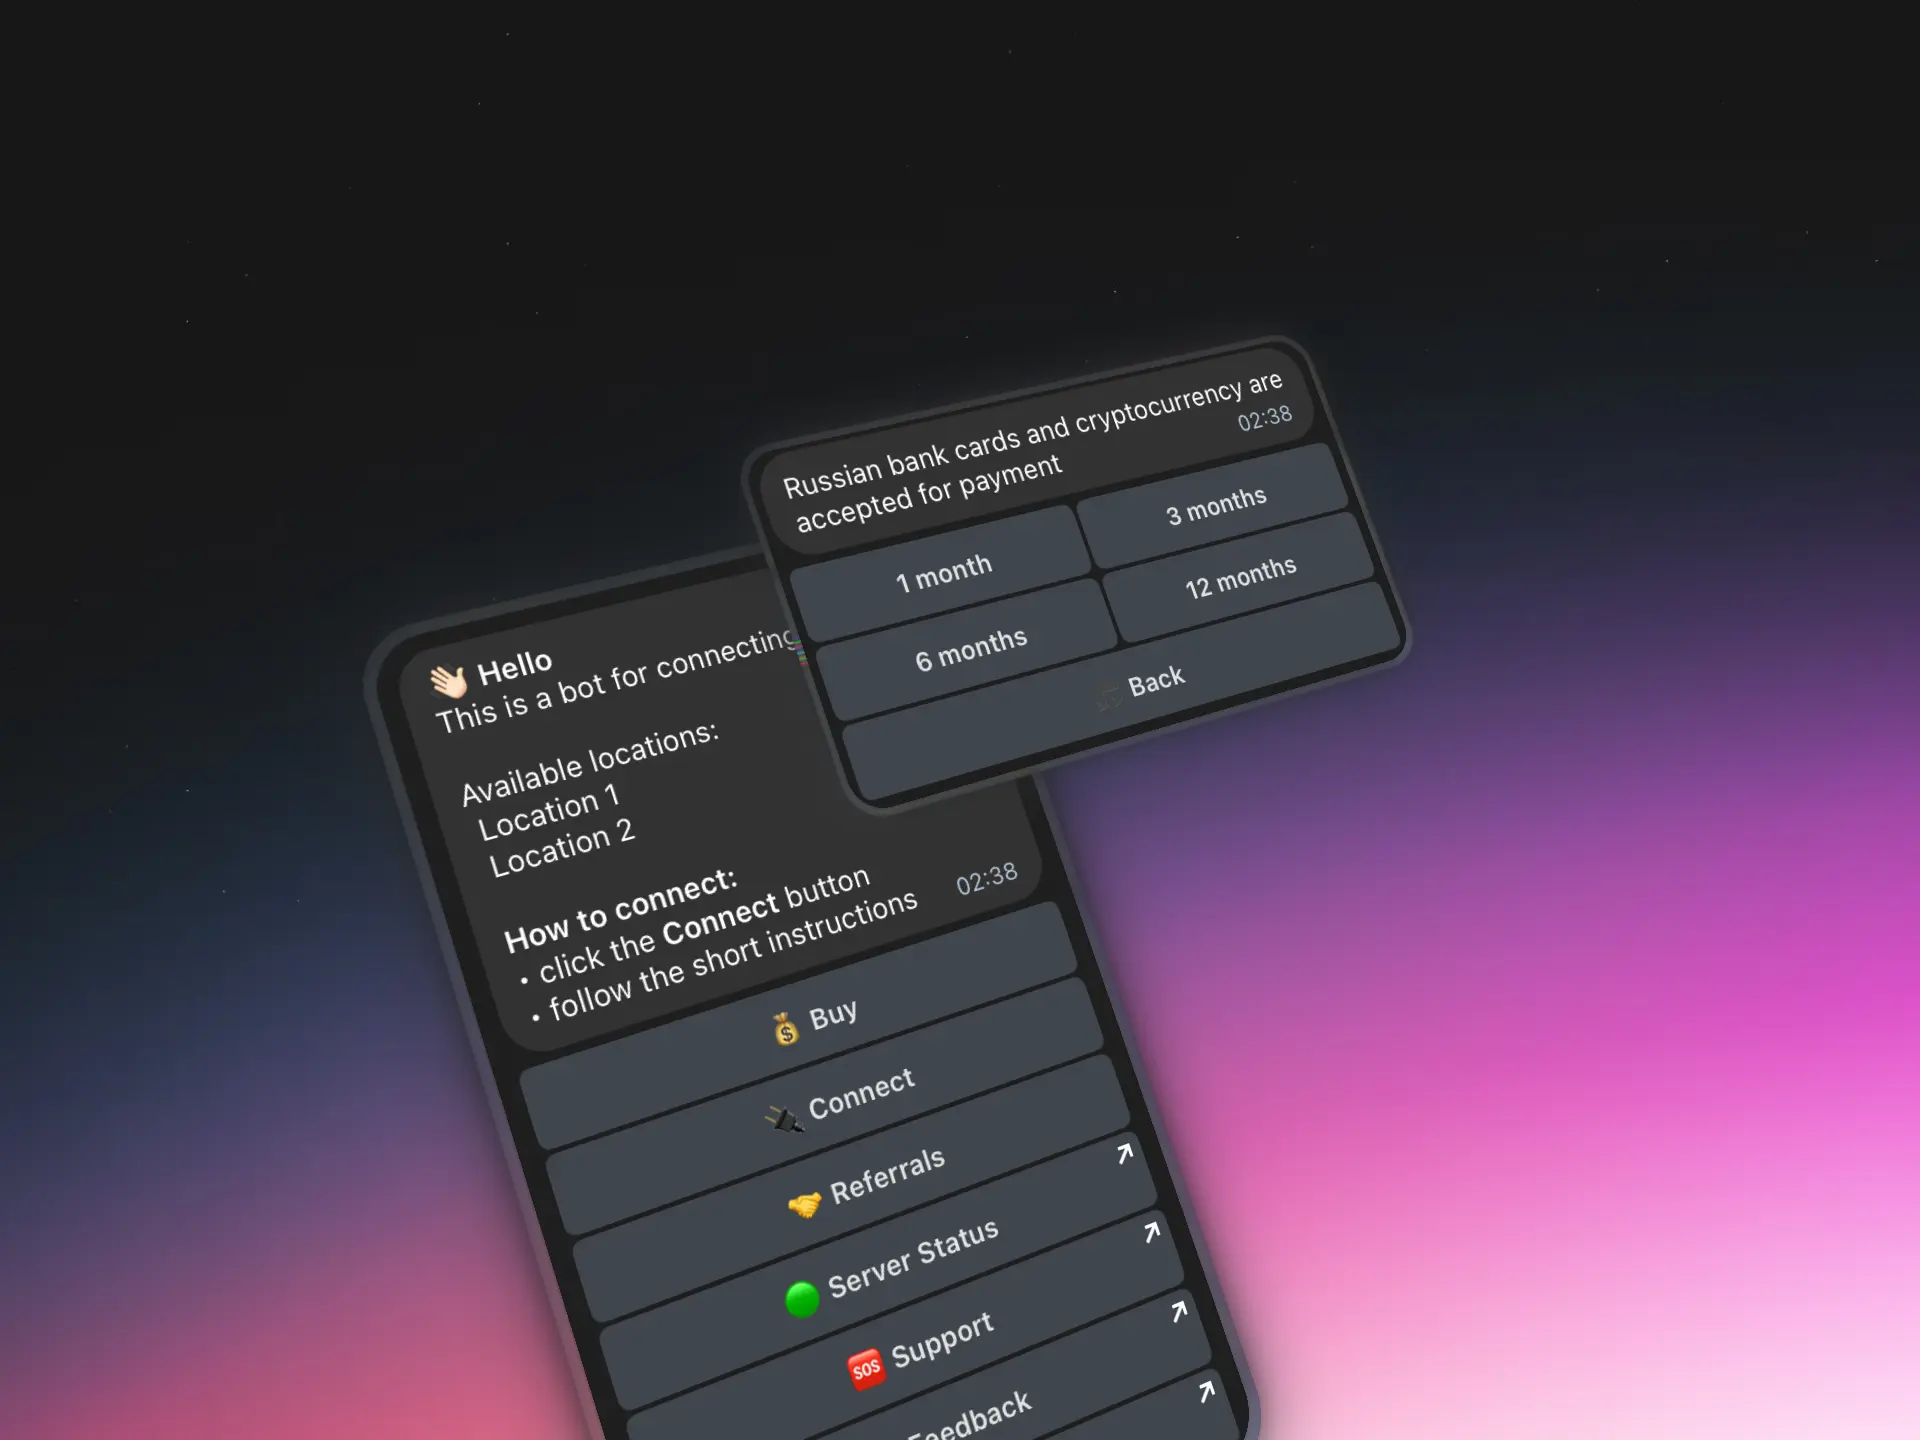 Russian bank cards and cryptocurrency are
accepted for payment
02:38
1 month
3 months
6 months
12 months
Back
👋🏻 Hello
This is a bot for connecting
Available locations:
Location 1
Location 2
How to connect:
• click the Connect button
• follow the short instructions
02:38
💰 Buy
🔌 Connect
🤝 Referrals
🟢 Server Status
🆘 Support
Feedback